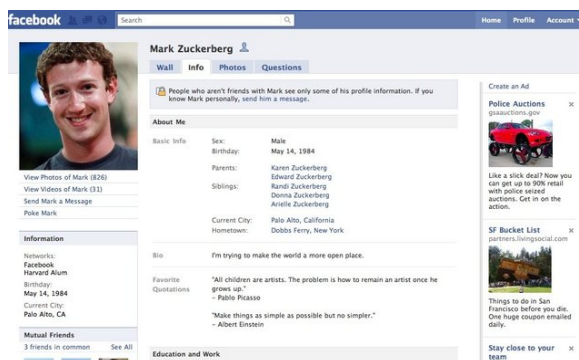 facebook
Search
Home Profile Account
Mark Zuckerberg
Wall Info Photos Questions
People who aren't friends with Mark see only some of his profile information. If you
know Mark personally, send him a message.
About Me
Basic Info
Sex: Male
Birthday: May 14, 1984
Parents: Karen Zuckerberg
Edward Zuckerberg
Siblings: Randi Zuckerberg
Donna Zuckerberg
Arielle Zuckerberg
Current City: Palo Alto, California
Hometown: Dobbs Ferry, New York
Bio I'm trying to make the world a more open place.
Favorite
Quotations
"All children are artists. The problem is how to remain an artist once he
grows up."
– Pablo Picasso
"Make things as simple as possible but no simpler."
– Albert Einstein
Education and Work
View Photos of Mark (826)
View Videos of Mark (31)
Send Mark a Message
Poke Mark
Information
Networks:
Facebook
Harvard Alum
Birthday:
May 14, 1984
Current City:
Palo Alto, CA
Mutual Friends
3 friends in common See All
Create an Ad
Police Auctions
gsaauctions.gov
Like a slick deal? Now you
can get up to 90% retail
with police seized
auctions. Get in on the
action.
SF Bucket List
partners.livingsocial.com
Things to do in San
Francisco before you die.
One huge coupon emailed
daily.
Stay close to your
team